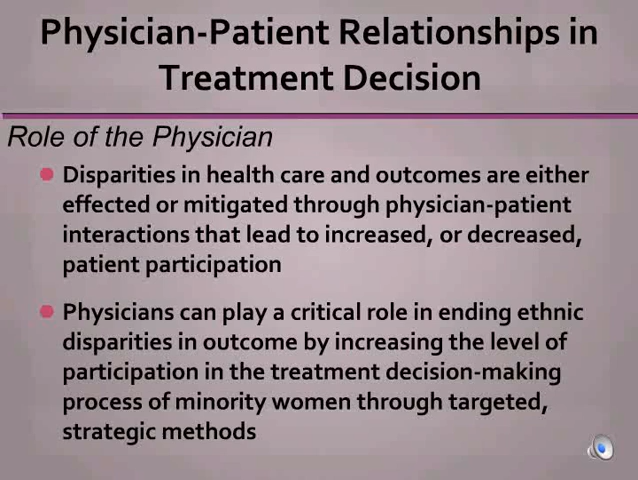 Physician-Patient Relationships in
Treatment Decision
Role of the Physician
Disparities in health care and outcomes are either
effected or mitigated through physician-patient
interactions that lead to increased, or decreased,
patient participation
Physicians can play a critical role in ending ethnic
disparities in outcome by increasing the level of
participation in the treatment decision-making
process of minority women through targeted,
strategic methods